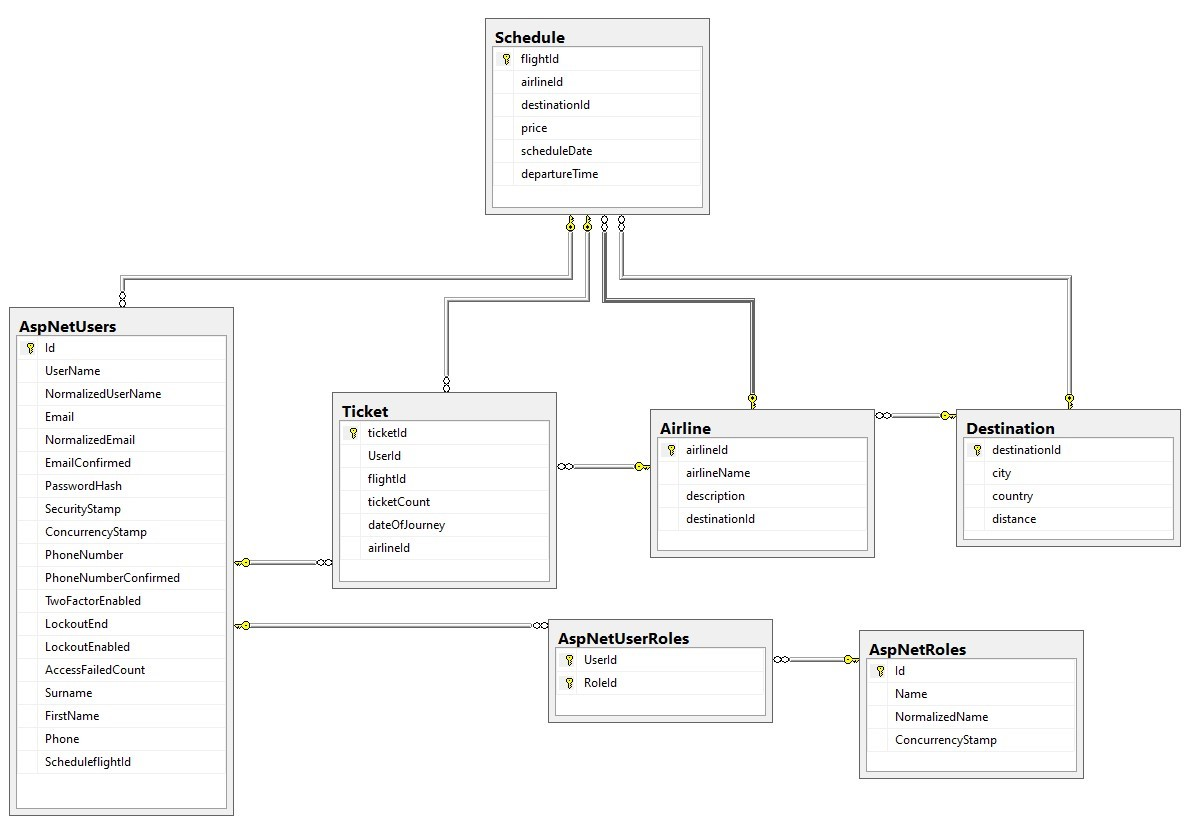 Schedule
flightId
airlineId
destinationId
price
scheduleDate
departureTime
AspNetUsers
Id
UserName
NormalizedUserName
Email
NormalizedEmail
EmailConfirmed
PasswordHash
SecurityStamp
ConcurrencyStamp
PhoneNumber
PhoneNumberConfirmed
TwoFactorEnabled
LockoutEnd
LockoutEnabled
AccessFailedCount
Surname
FirstName
Phone
ScheduleflightId
Ticket
ticketId
UserId
flightId
ticketCount
dateOfJourney
airlineId
Airline
airlineId
airlineName
description
destinationId
Destination
destinationId
city
country
distance
AspNetUserRoles
UserId
RoleId
AspNetRoles
Id
Name
NormalizedName
ConcurrencyStamp